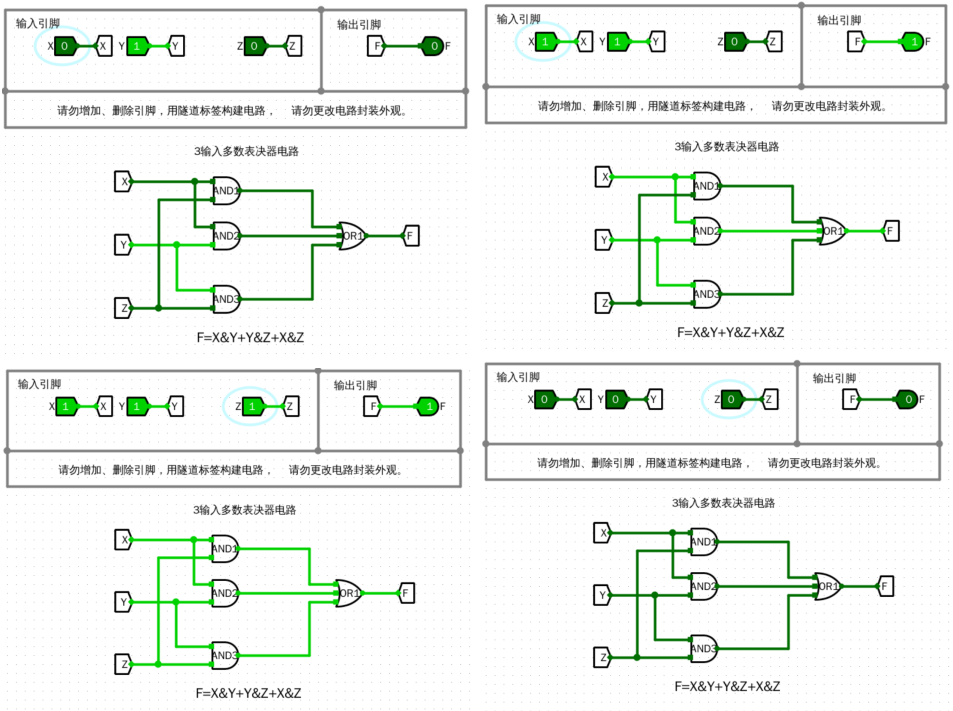 输入引脚 输出引脚
X 0 X Y 1 Y Z 0 Z F 0 F
请勿增加、删除引脚，用隧道标签构建电路， 请勿更改电路封装外观。
3输入多数表决器电路
X AND1
Y AND2 OR1 F
Z AND3
F=X&Y+Y&Z+X&Z
输入引脚 输出引脚
X 1 X Y 1 Y Z 0 Z F 1 F
请勿增加、删除引脚，用隧道标签构建电路， 请勿更改电路封装外观。
3输入多数表决器电路
X AND1
Y AND2 OR1 F
Z AND3
F=X&Y+Y&Z+X&Z
输入引脚 输出引脚
X 1 X Y 1 Y Z 1 Z F 1 F
请勿增加、删除引脚，用隧道标签构建电路， 请勿更改电路封装外观。
3输入多数表决器电路
X AND1
Y AND2 OR1 F
Z AND3
F=X&Y+Y&Z+X&Z
输入引脚 输出引脚
X 0 X Y 0 Y Z 0 Z F 0 F
请勿增加、删除引脚，用隧道标签构建电路， 请勿更改电路封装外观。
3输入多数表决器电路
X AND1
Y AND2 OR1 F
Z AND3
F=X&Y+Y&Z+X&Z